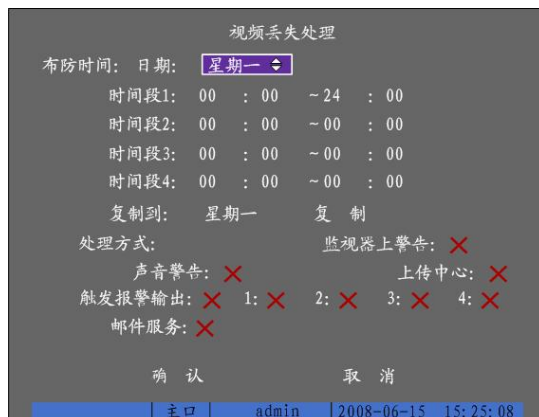 视频丢失处理
布防时间: 日期: 星期一
时间段1: 00 : 00 ~24 : 00
时间段2: 00 : 00 ~00 : 00
时间段3: 00 : 00 ~00 : 00
时间段4: 00 : 00 ~00 : 00
复制到: 星期一 复 制
处理方式: 监视器上警告:
声音警告: 上传中心:
触发报警输出: 1: 2: 3: 4:
邮件服务:
确 认 取 消
主口 admin 2008-06-15 15:25:08